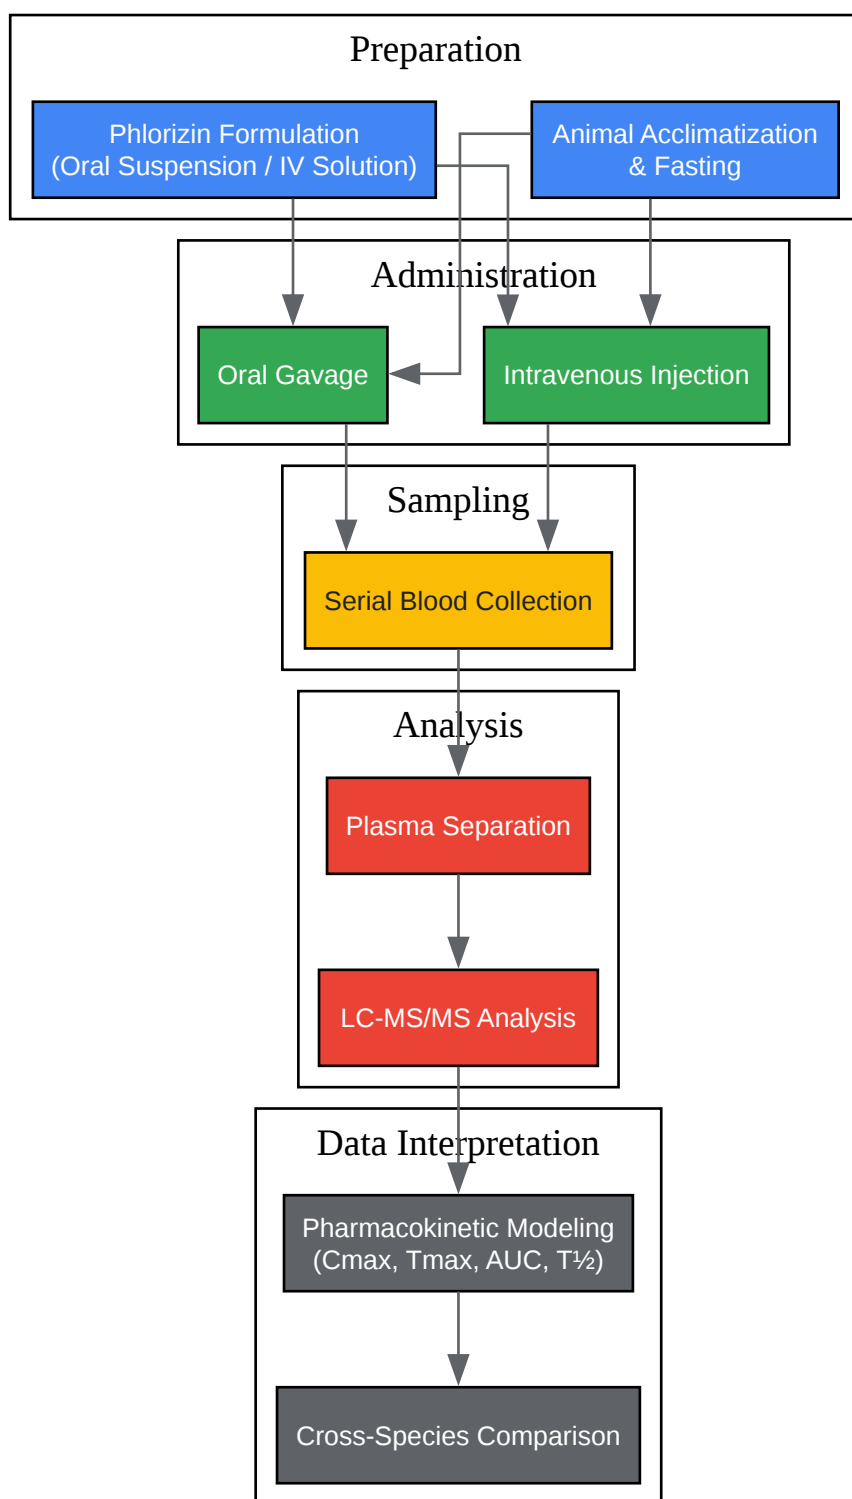 Preparation
Phlorizin Formulation
(Oral Suspension / IV Solution)
Animal Acclimatization
& Fasting
Administration
Oral Gavage
Intravenous Injection
Sampling
Serial Blood Collection
Analysis
Plasma Separation
LC-MS/MS Analysis
Data Interpretation
Pharmacokinetic Modeling
(Cmax, Tmax, AUC, T½)
Cross-Species Comparison